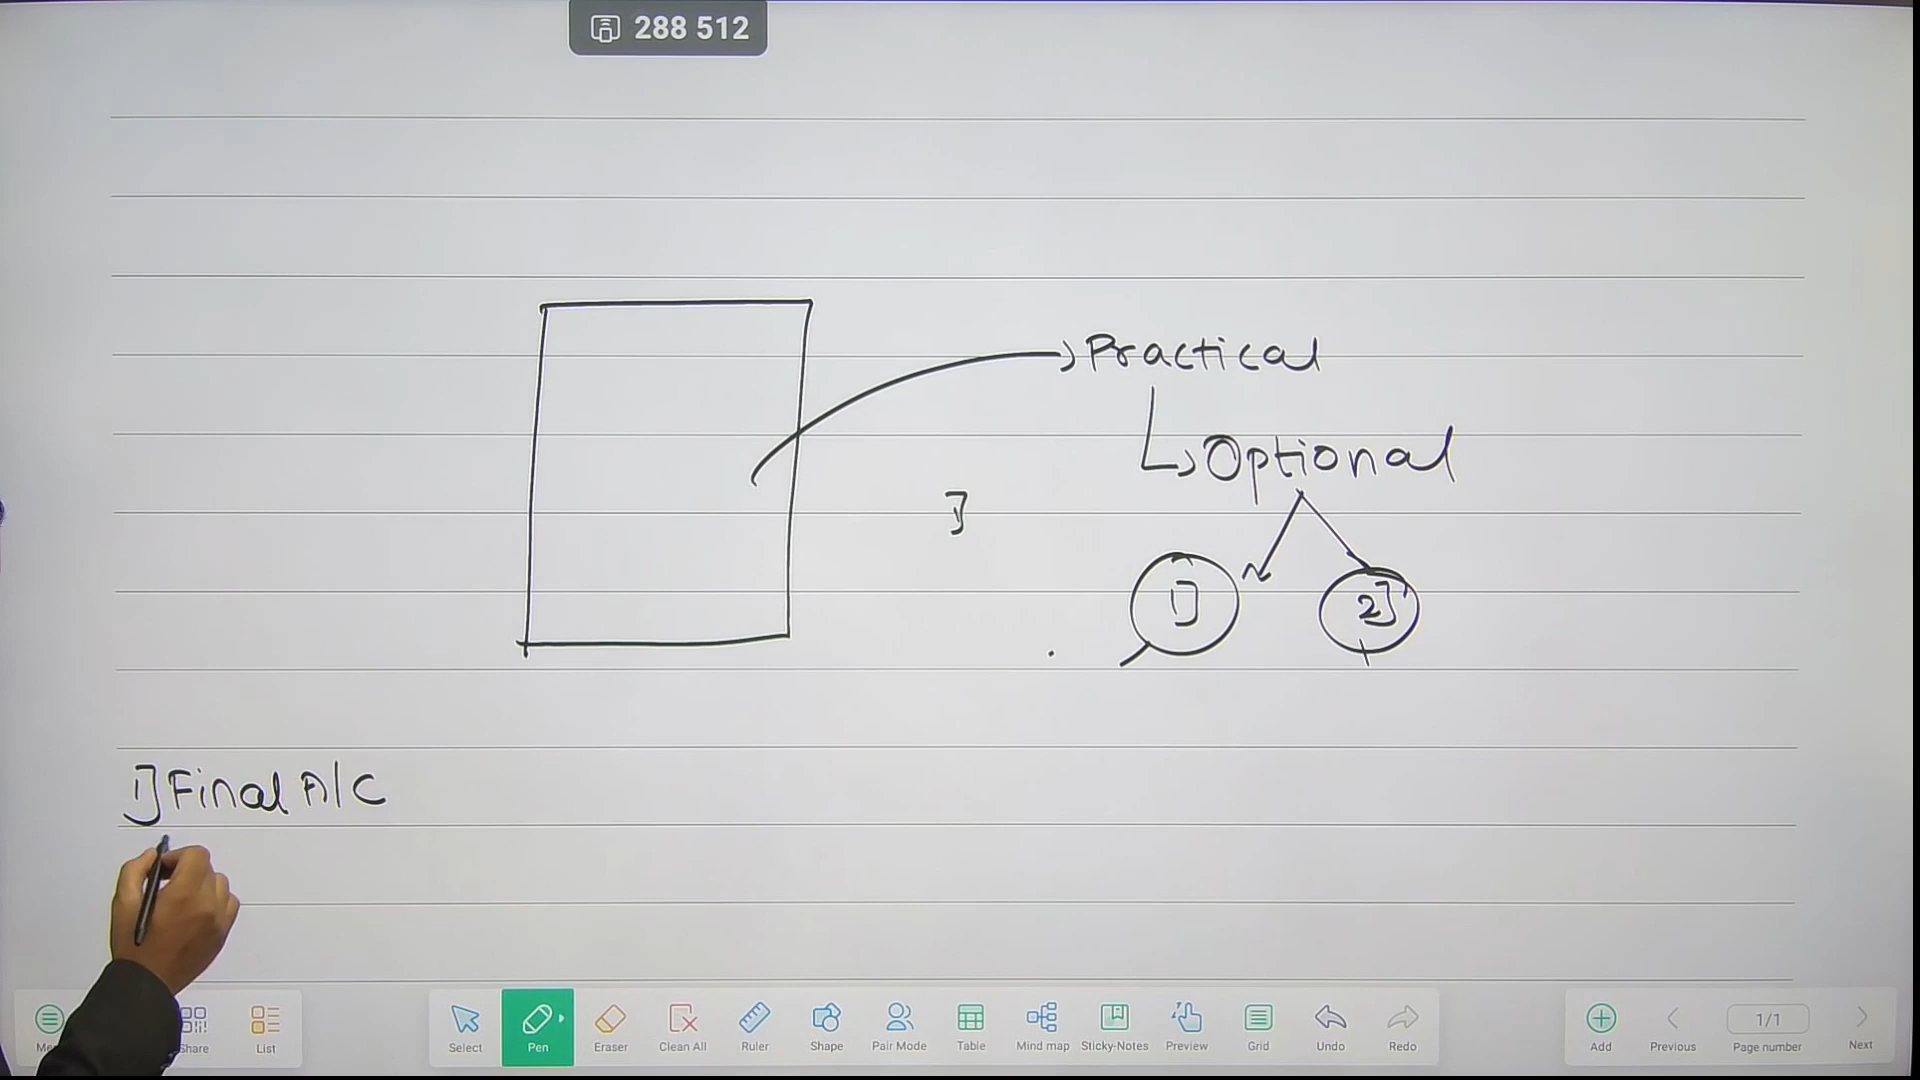 288 512
Practical
Optional
1]
1]
2]
1] Final A/C
Share
List
Select
Pen
Eraser
Clean All
Ruler
Shape
Pair Mode
Table
Mind map
Sticky-Notes
Preview
Grid
Undo
Redo
Add
Previous
1/1
Page number
Next